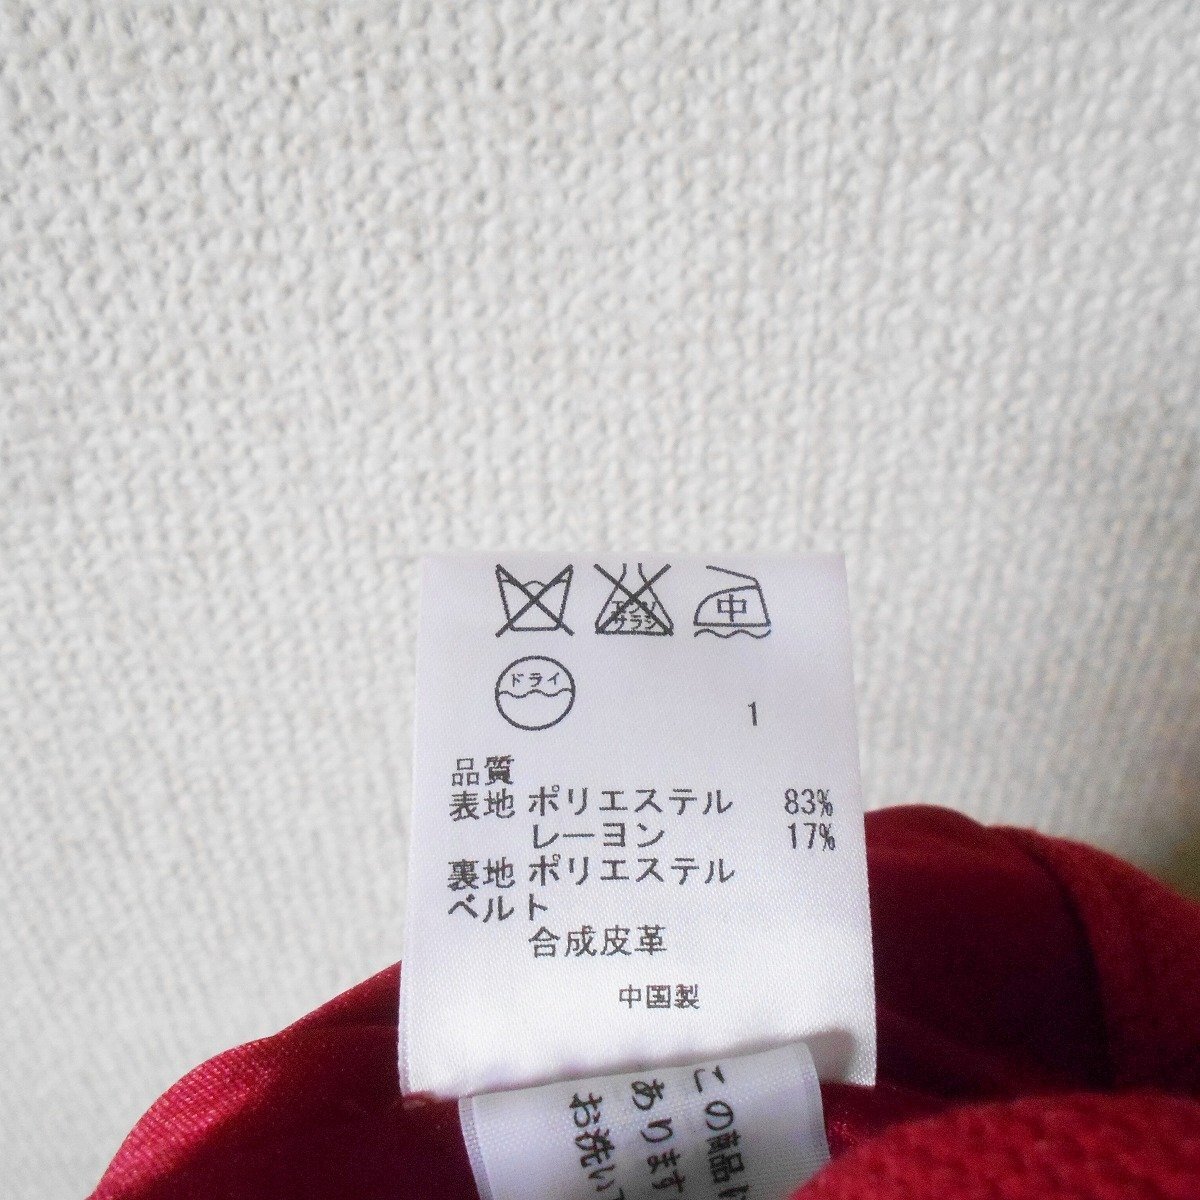 エンソ
サラシ
中
ドライ
1
品質
表地 ポリエステル 83%
レーヨン 17%
裏地 ポリエステル
ベルト
合成皮革
中国製
この商品に
あります
お洗い